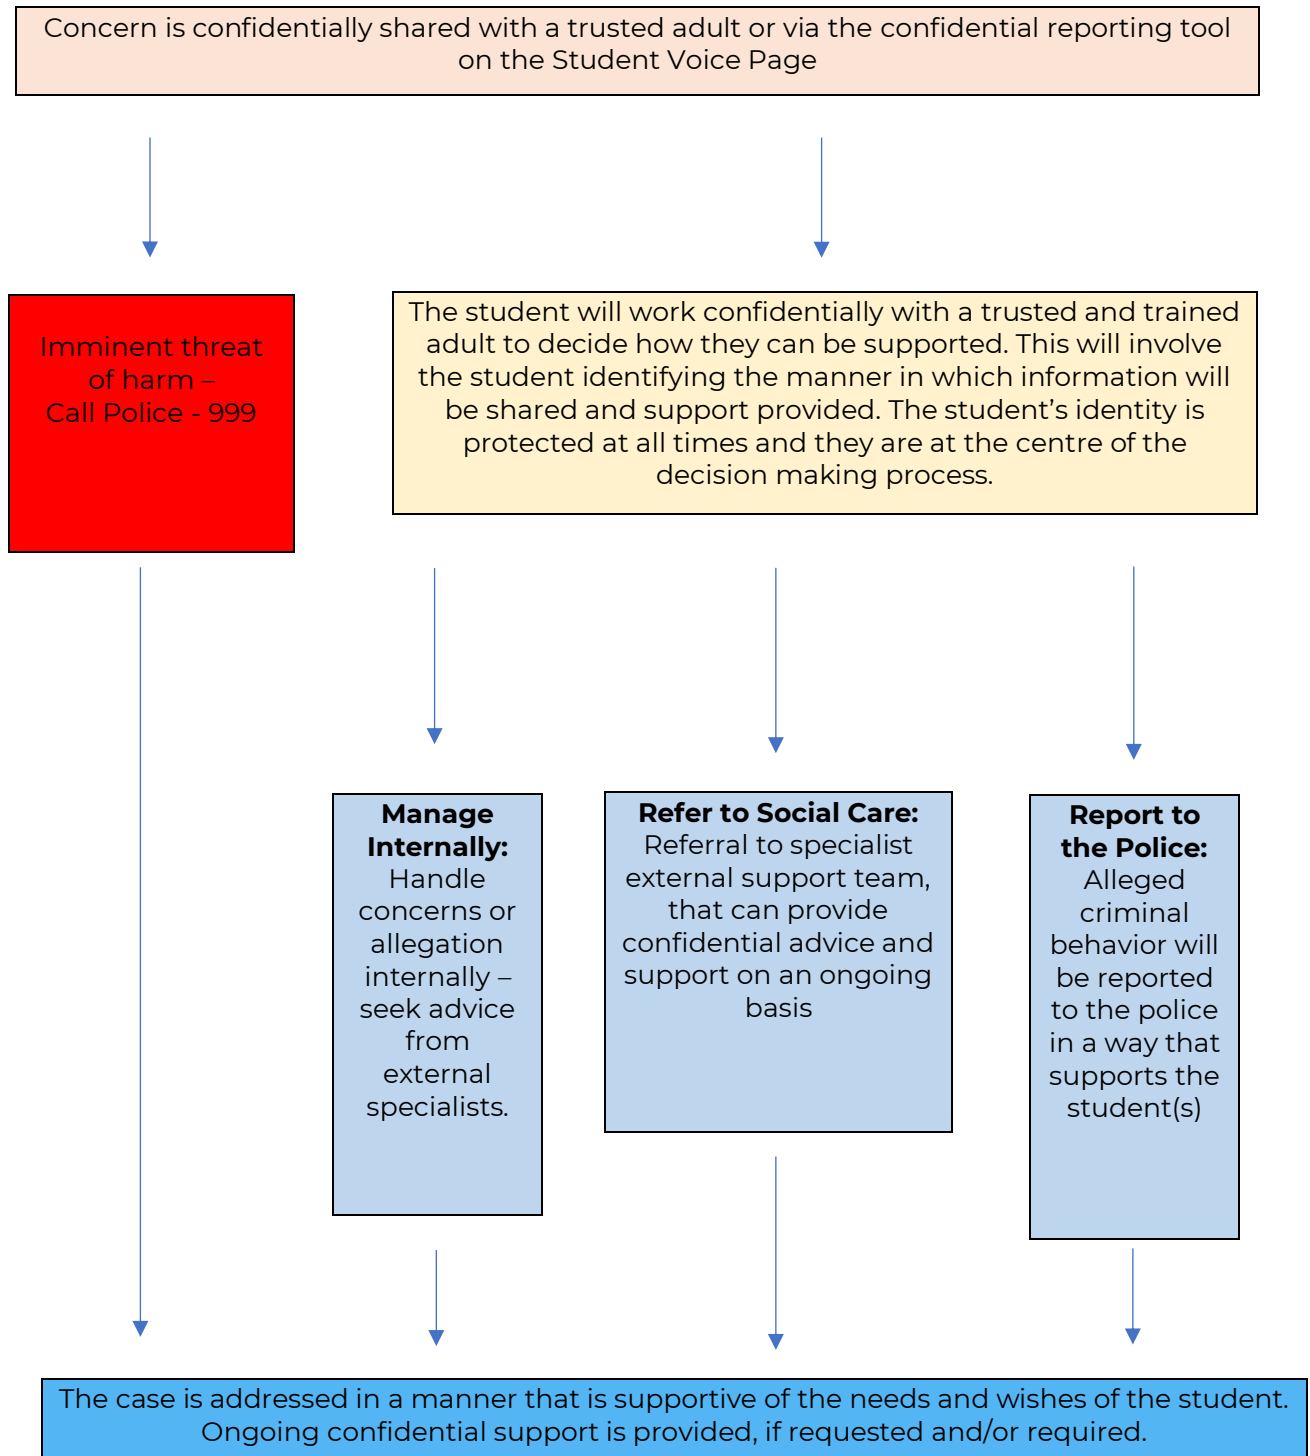 Concern is confidentially shared with a trusted adult or via the confidential reporting tool
on the Student Voice Page
Imminent threat
of harm –
Call Police - 999
The student will work confidentially with a trusted and trained
adult to decide how they can be supported. This will involve
the student identifying the manner in which information will
be shared and support provided. The student’s identity is
protected at all times and they are at the centre of the
decision making process.
Manage
Internally:
Handle
concerns or
allegation
internally –
seek advice
from
external
specialists.
Refer to Social Care:
Referral to specialist
external support team,
that can provide
confidential advice and
support on an ongoing
basis
Report to
the Police:
Alleged
criminal
behavior will
be reported
to the police
in a way that
supports the
student(s)
The case is addressed in a manner that is supportive of the needs and wishes of the student.
Ongoing confidential support is provided, if requested and/or required.